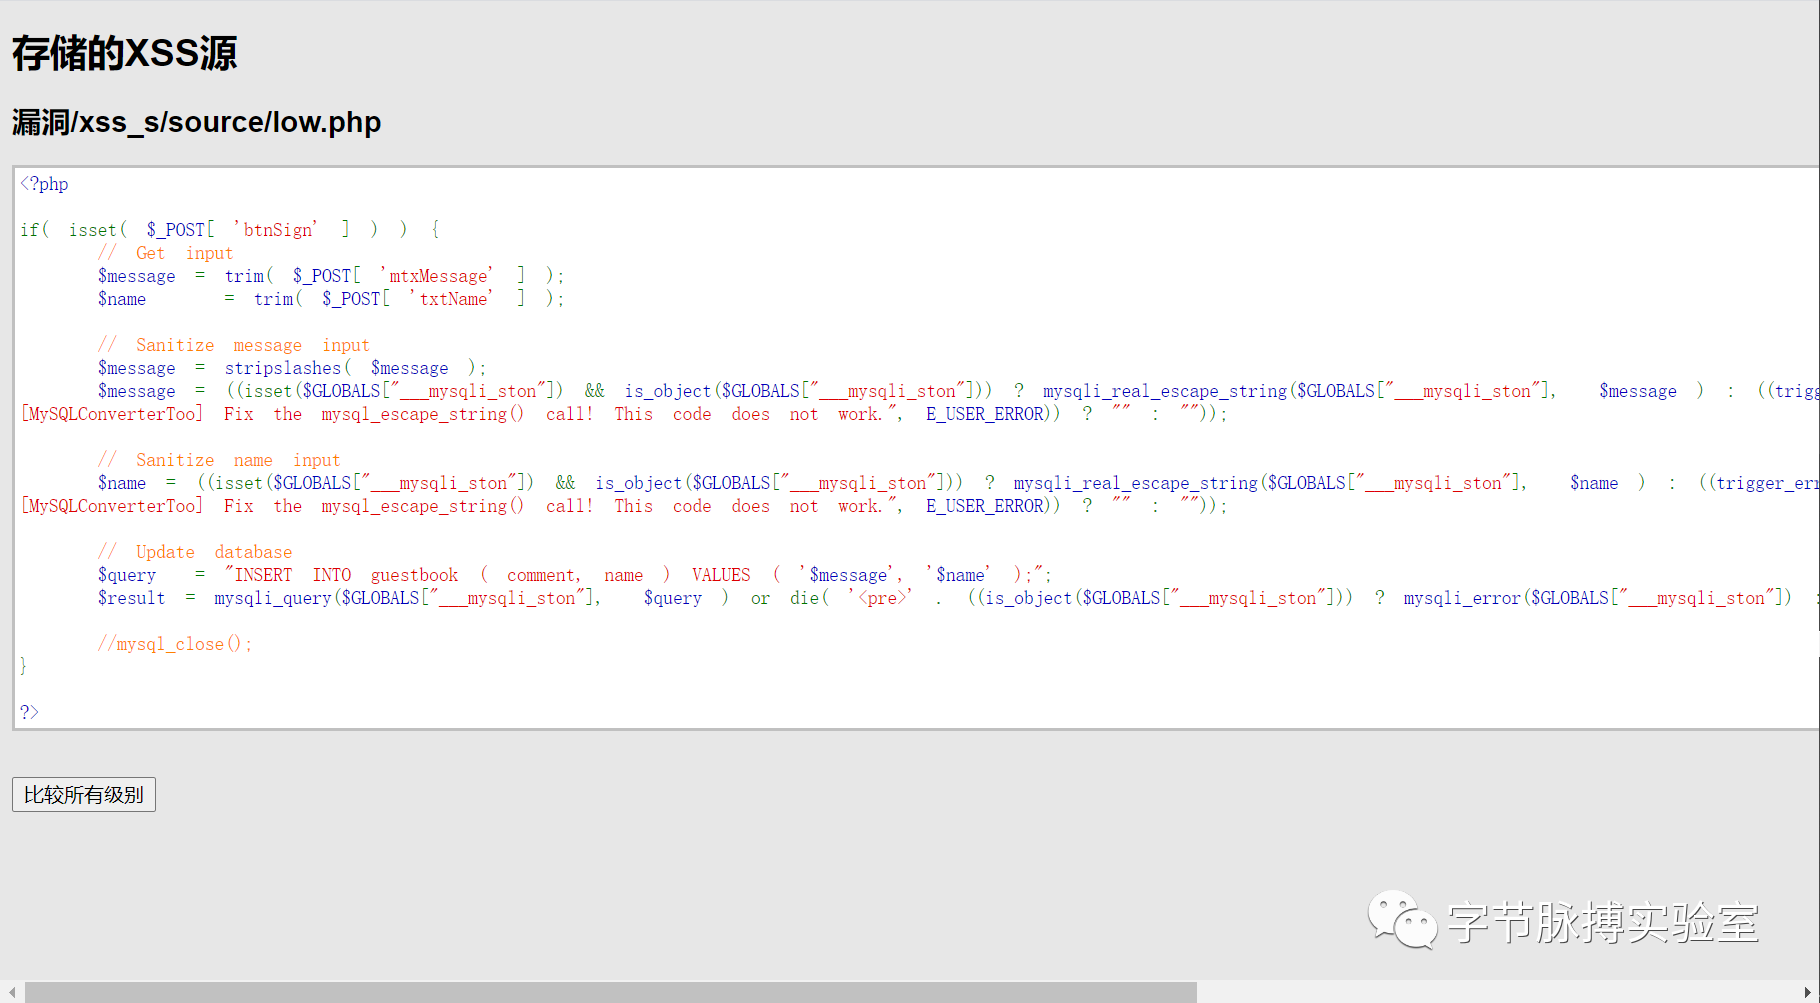 存储的XSS源
漏洞/xss_s/source/low.php
<?php
if( isset( $_POST[ 'btnSign' ] ) ) {
// Get input
$message = trim( $_POST[ 'mtxMessage' ] );
$name = trim( $_POST[ 'txtName' ] );
// Sanitize message input
$message = stripslashes( $message );
$message = ((isset($GLOBALS["___mysqli_ston"]) && is_object($GLOBALS["___mysqli_ston"])) ? mysqli_real_escape_string($GLOBALS["___mysqli_ston"], $message ) : ((trigg
[MySQLConverterToo] Fix the mysql_escape_string() call! This code does not work.", E_USER_ERROR)) ? "" : ""));
// Sanitize name input
$name = ((isset($GLOBALS["___mysqli_ston"]) && is_object($GLOBALS["___mysqli_ston"])) ? mysqli_real_escape_string($GLOBALS["___mysqli_ston"], $name ) : ((trigger_err
[MySQLConverterToo] Fix the mysql_escape_string() call! This code does not work.", E_USER_ERROR)) ? "" : ""));
// Update database
$query = "INSERT INTO guestbook ( comment, name ) VALUES ( '$message', '$name' );";
$result = mysqli_query($GLOBALS["___mysqli_ston"], $query ) or die( '<pre>' . ((is_object($GLOBALS["___mysqli_ston"])) ? mysqli_error($GLOBALS["___mysqli_ston"]) :
//mysql_close();
}
?>
比较所有级别
字节脉搏实验室